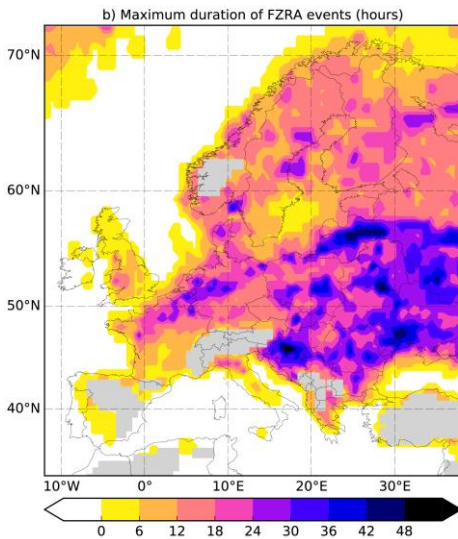 b) Maximum duration of FZRA events (hours)
70°N
60°N
50°N
40°N
10°W 0° 10°E 20°E 30°E
0 6 12 18 24 30 36 42 48